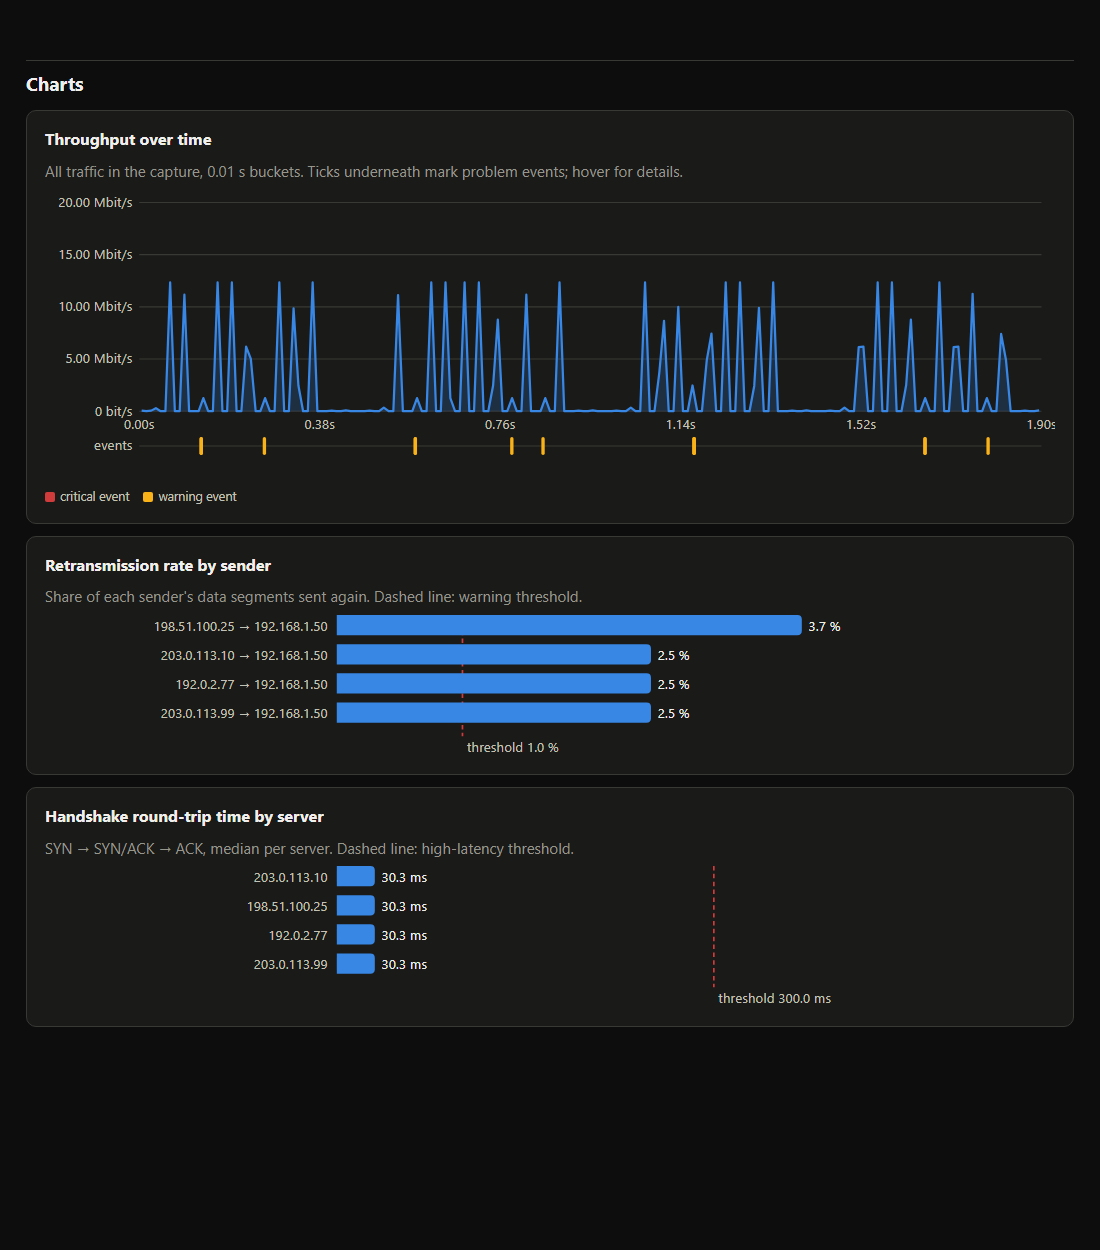 Charts
Throughput over time
All traffic in the capture, 0.01 s buckets. Ticks underneath mark problem events; hover for details.
20.00 Mbit/s
15.00 Mbit/s
10.00 Mbit/s
5.00 Mbit/s
0 bit/s
0.00s 0.38s 0.76s 1.14s 1.52s 1.90s
events
critical event warning event
Retransmission rate by sender
Share of each sender's data segments sent again. Dashed line: warning threshold.
198.51.100.25 → 192.168.1.50 3.7 %
203.0.113.10 → 192.168.1.50 2.5 %
192.0.2.77 → 192.168.1.50 2.5 %
203.0.113.99 → 192.168.1.50 2.5 %
threshold 1.0 %
Handshake round-trip time by server
SYN → SYN/ACK → ACK, median per server. Dashed line: high-latency threshold.
203.0.113.10 30.3 ms
198.51.100.25 30.3 ms
192.0.2.77 30.3 ms
203.0.113.99 30.3 ms
threshold 300.0 ms